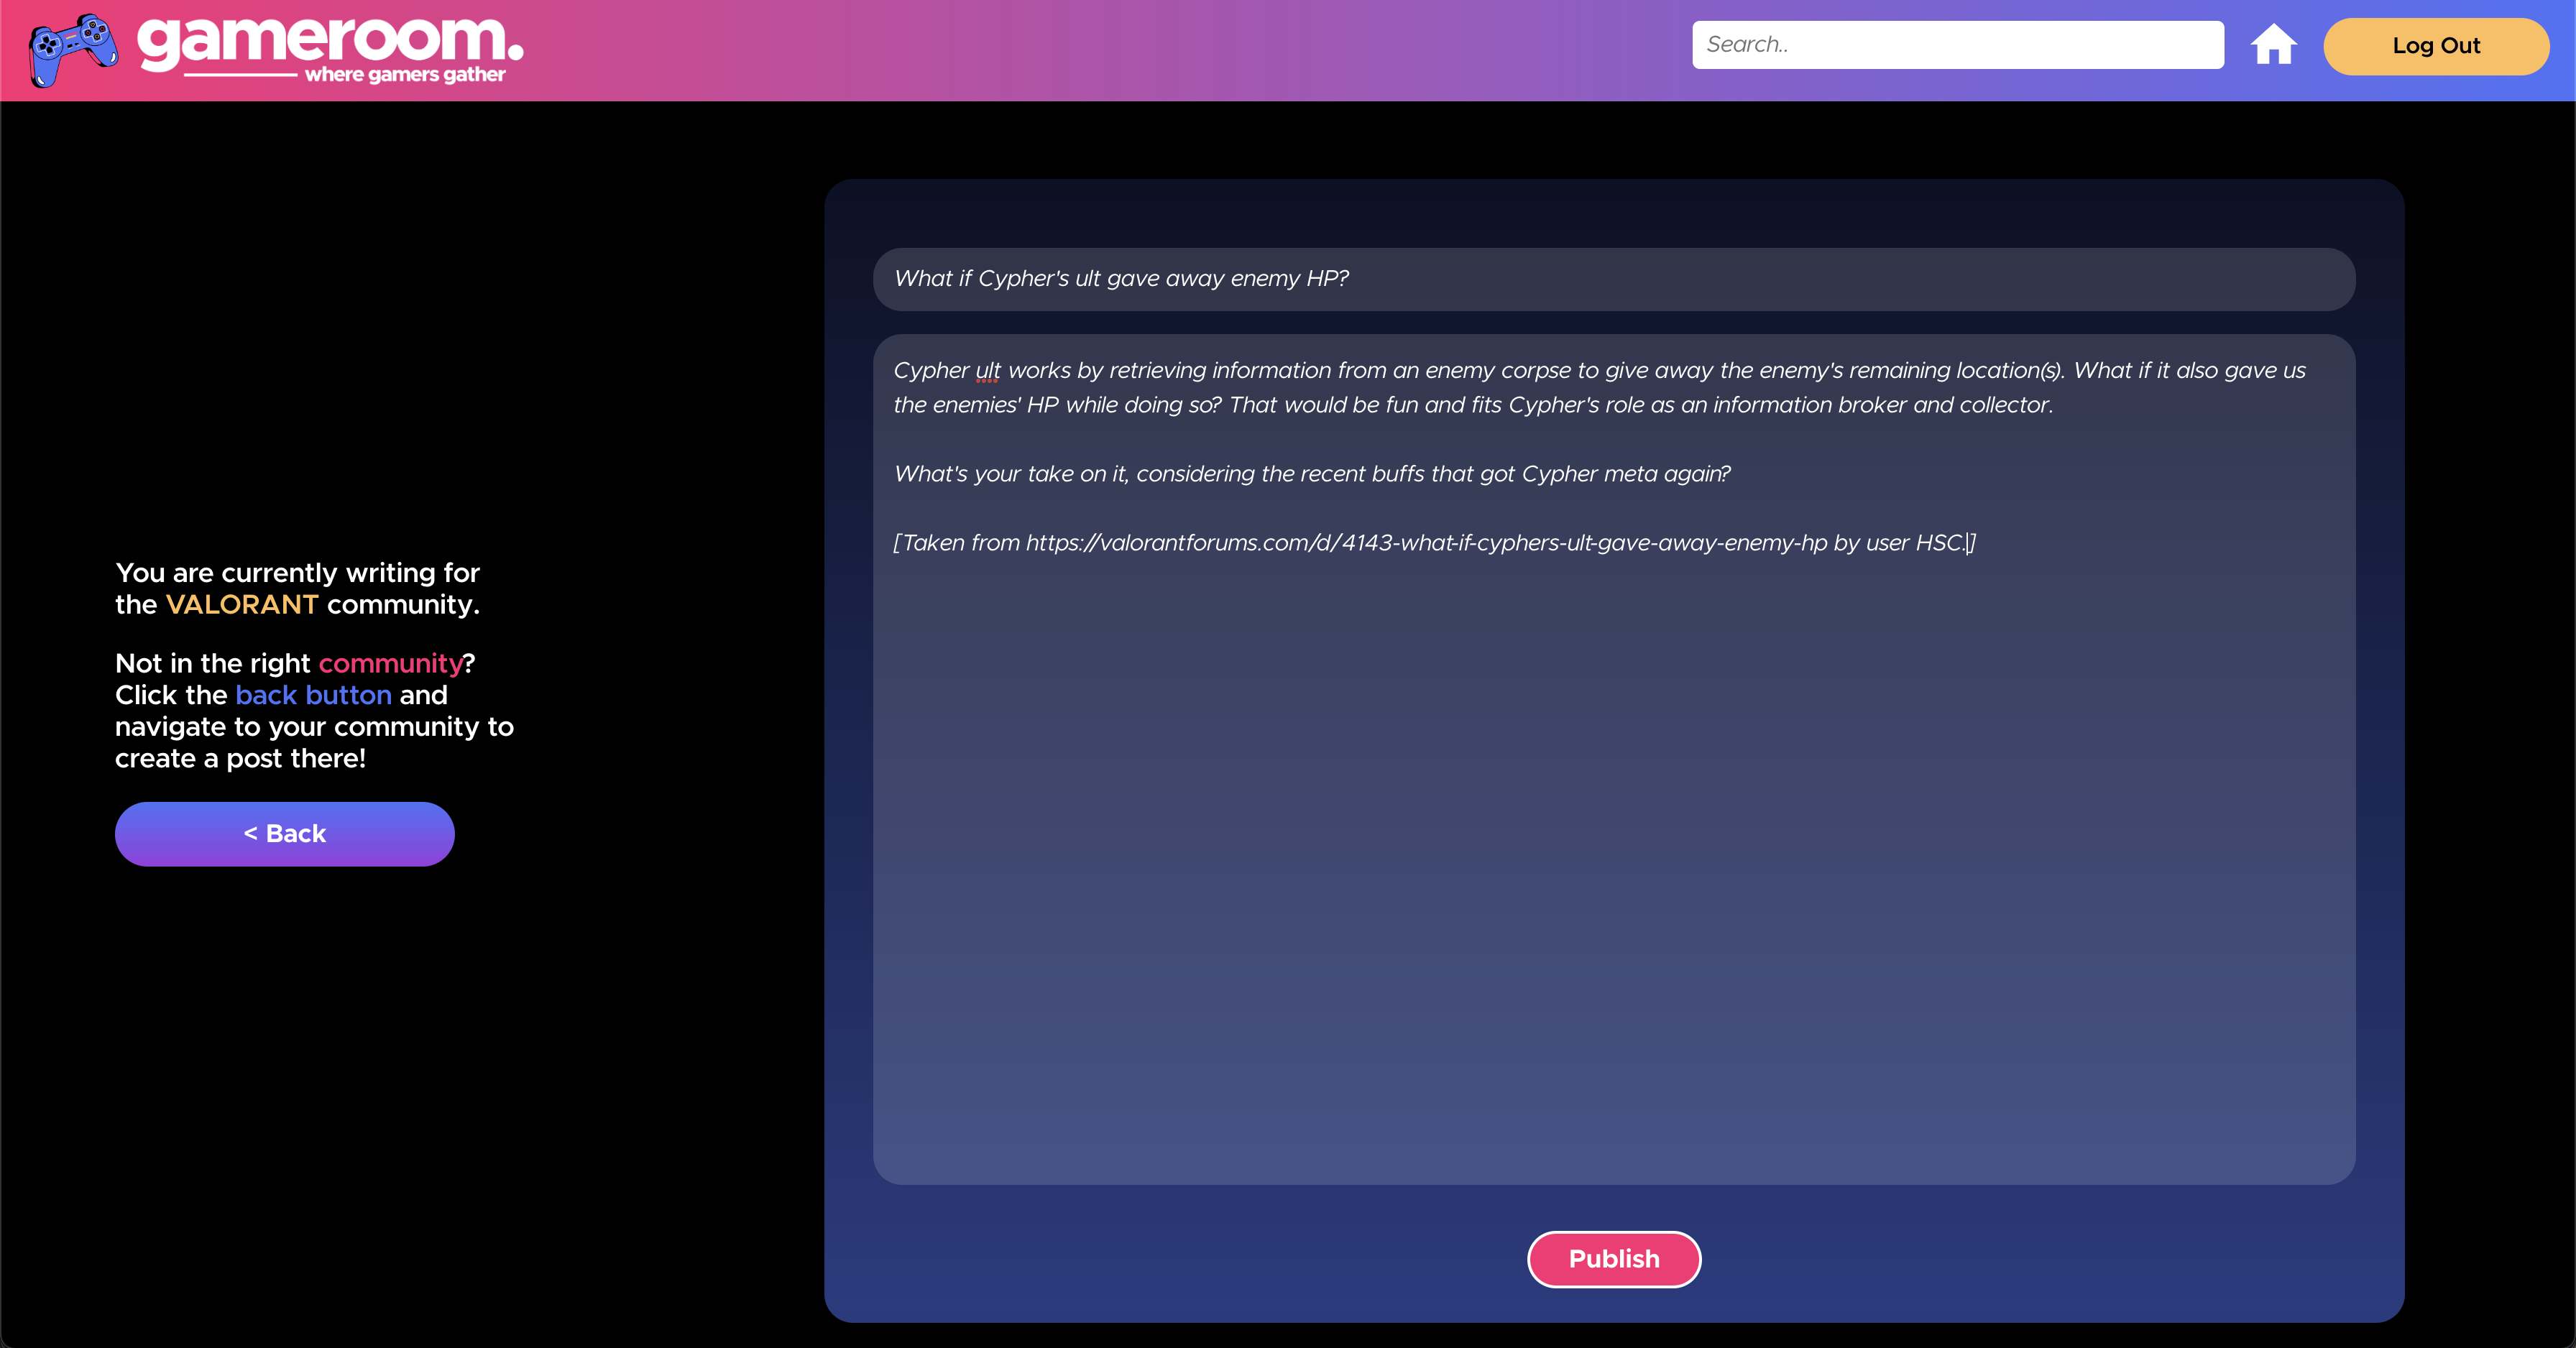 gameroom.
where gamers gather
Search..
Log Out
What if Cypher's ult gave away enemy HP?
Cypher ult works by retrieving information from an enemy corpse to give away the enemy's remaining location(s). What if it also gave us
the enemies' HP while doing so? That would be fun and fits Cypher's role as an information broker and collector.
What's your take on it, considering the recent buffs that got Cypher meta again?
[Taken from https://valorantforums.com/d/4143-what-if-cyphers-ult-gave-away-enemy-hp by user HSC.]
You are currently writing for
the VALORANT community.
Not in the right community?
Click the back button and
navigate to your community to
create a post there!
< Back
Publish